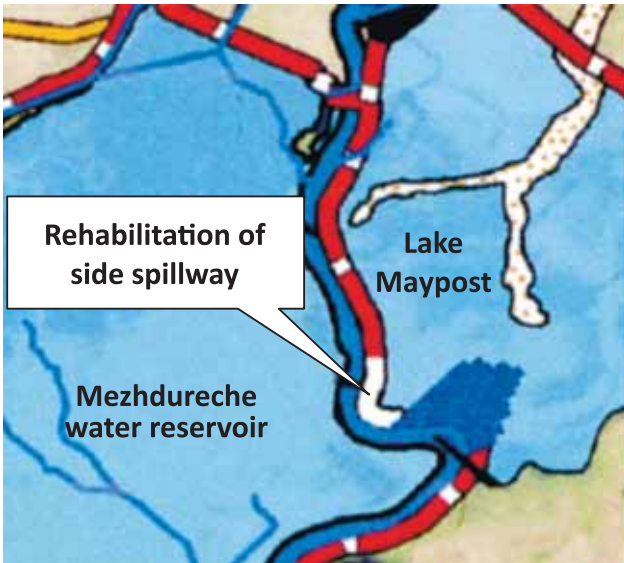 Rehabilitation of
side spillway
Lake
Maypost
Mezhdureche
water reservoir